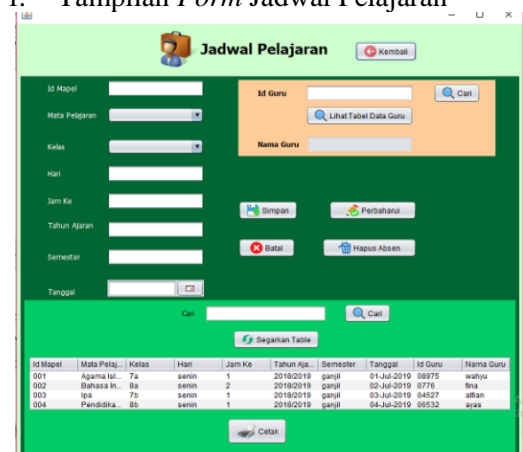 Tampilan Form Jadwal Pelajaran
Jadwal Pelajaran
Kembali
Id Mapel
Id Guru
Cari
Mata Pelajaran
Lihat Tabel Data Guru
Kelas
Nama Guru
Hari
Jam Ke
Simpan
Perbaharui
Tahun Ajaran
Batal
Hapus Absen
Semester
Tanggal
Cari
Cari
Segarkan Table
Id Mapel Mata Pelaj... Kelas Hari Jam Ke Tahun Aja... Semester Tanggal Id Guru Nama Guru
001 Agama Isl... 7a senin 1 2018/2019 ganjil 01-Jul-2019 08975 wahyu
002 Bahasa In... 8a senin 2 2018/2019 ganjil 02-Jul-2019 0776 fina
003 ipa 7b senin 1 2018/2019 ganjil 03-Jul-2019 04527 alfian
004 Pendidika... 8b senin 1 2018/2019 ganjil 04-Jul-2019 06532 ayas
Cetak